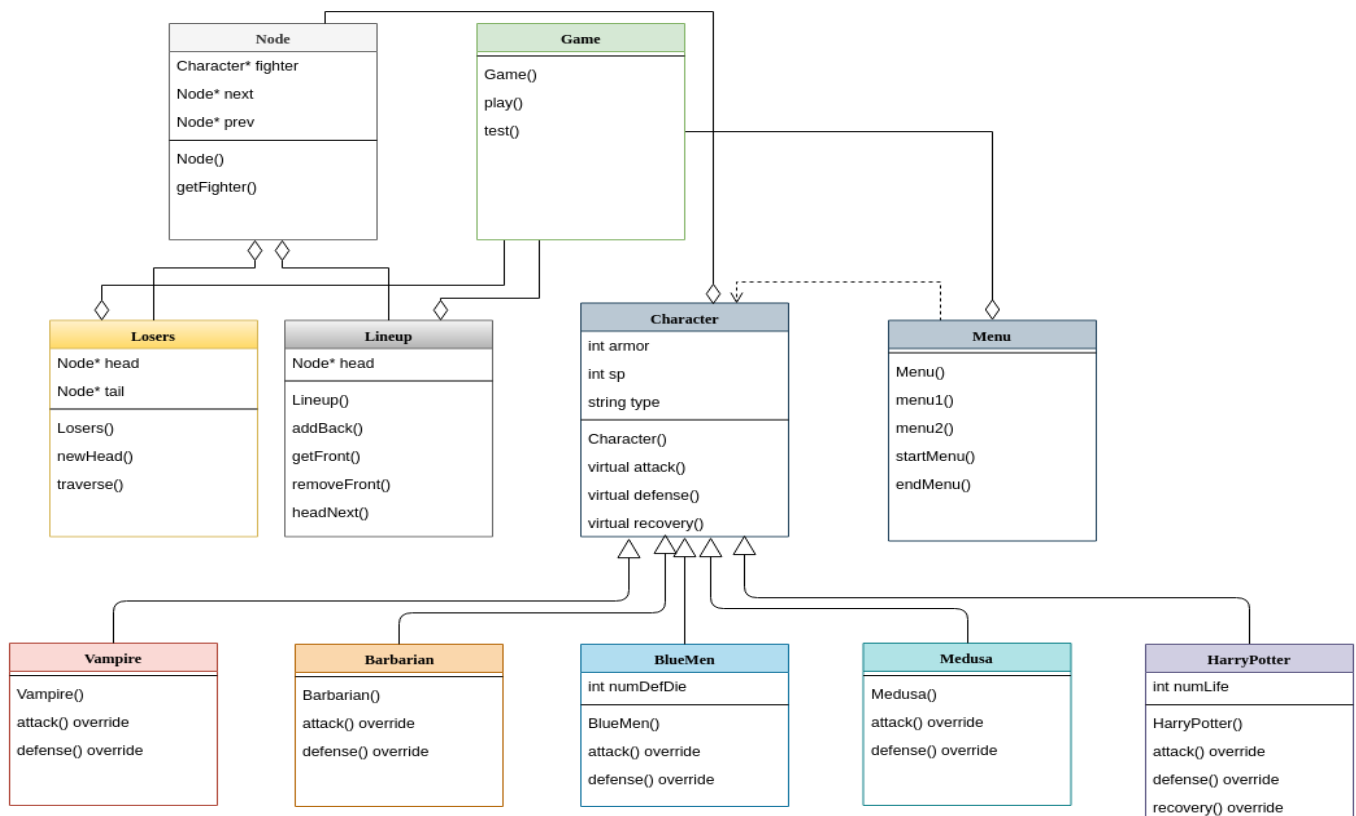 Node
Character* fighter
Node* next
Node* prev
Node()
getFighter()
Game
Game()
play()
test()
Losers
Node* head
Node* tail
Losers()
newHead()
traverse()
Lineup
Node* head
Lineup()
addBack()
getFront()
removeFront()
headNext()
Character
int armor
int sp
string type
Character()
virtual attack()
virtual defense()
virtual recovery()
Menu
Menu()
menu1()
menu2()
startMenu()
endMenu()
Vampire
Vampire()
attack() override
defense() override
Barbarian
Barbarian()
attack() override
defense() override
BlueMen
int numDefDie
BlueMen()
attack() override
defense() override
Medusa
Medusa()
attack() override
defense() override
HarryPotter
int numLife
HarryPotter()
attack() override
defense() override
recovery() override